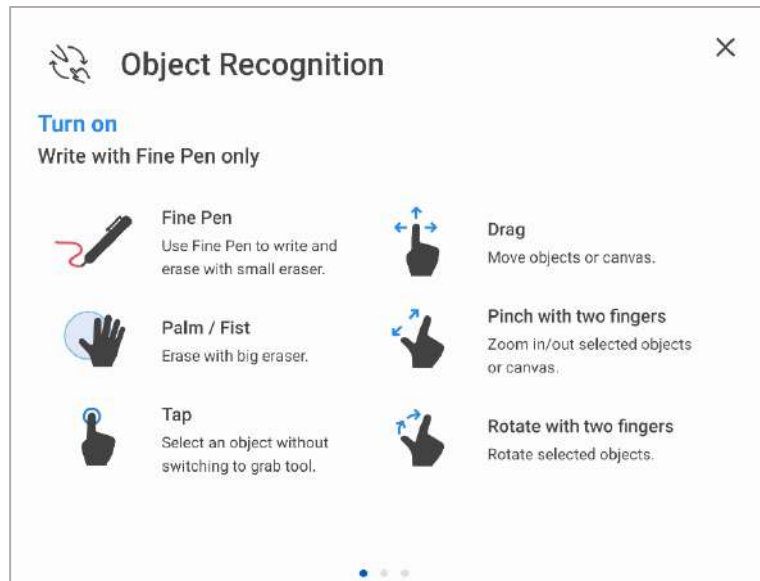 Object Recognition
Turn on
Write with Fine Pen only
Fine Pen
Use Fine Pen to write and
erase with small eraser.
Palm / Fist
Erase with big eraser.
Tap
Select an object without
switching to grab tool.
Drag
Move objects or canvas.
Pinch with two fingers
Zoom in/out selected objects
or canvas.
Rotate with two fingers
Rotate selected objects.